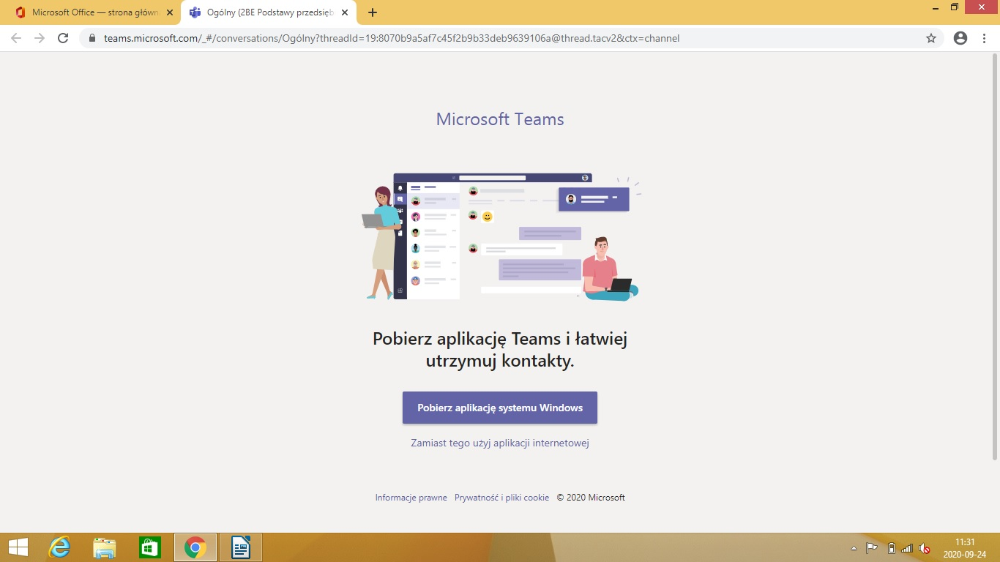 Microsoft Office — strona główn
Ogólny (2BE Podstawy przedsięb
teams.microsoft.com/_#/conversations/Ogólny?threadId=19:8070b9a5af7c45f2b9b33deb9639106a@thread.tacv2&ctx=channel
Microsoft Teams
Pobierz aplikację Teams i łatwiej
utrzymuj kontakty.
Pobierz aplikację systemu Windows
Zamiast tego użyj aplikacji internetowej
Informacje prawne Prywatność i pliki cookie © 2020 Microsoft
11:31
2020-09-24